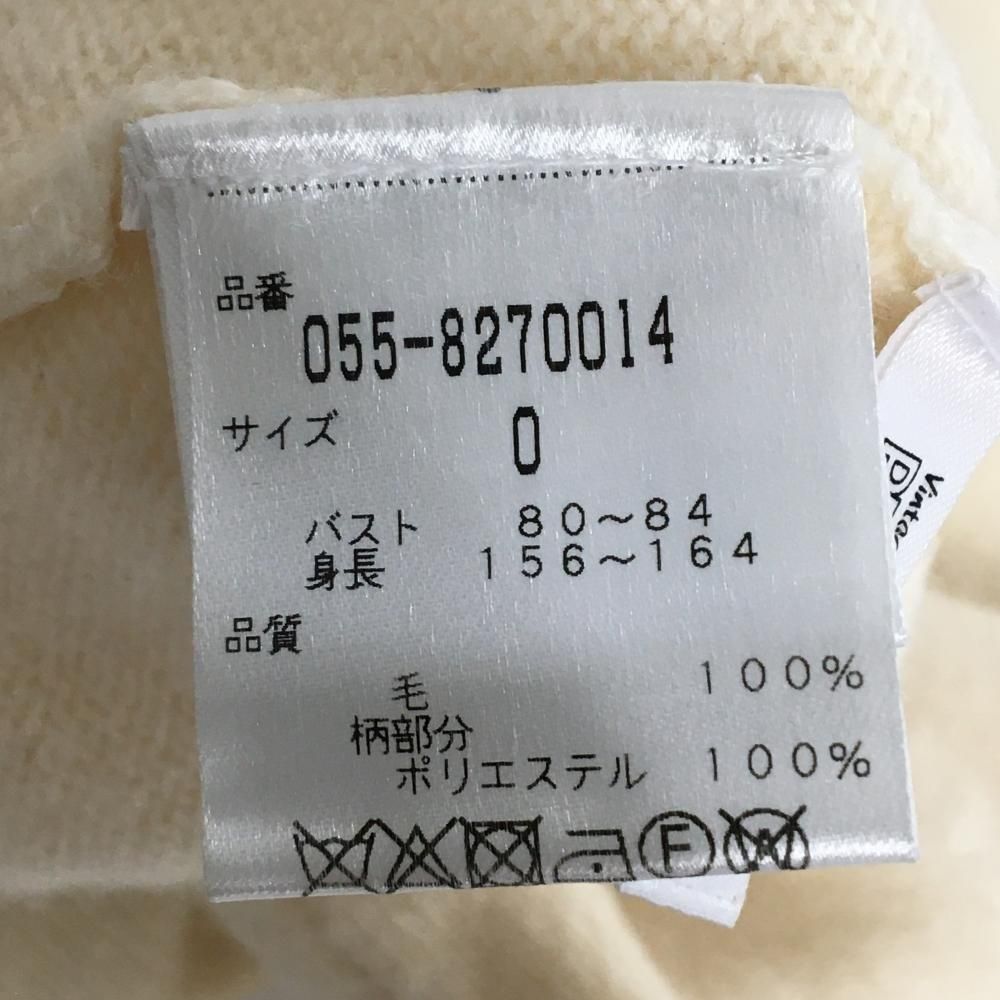 品番
055-8270014
サイズ 0
バスト 80～84
身長 156～164
品質
毛 100%
柄部分
ポリエステル 100%
F W